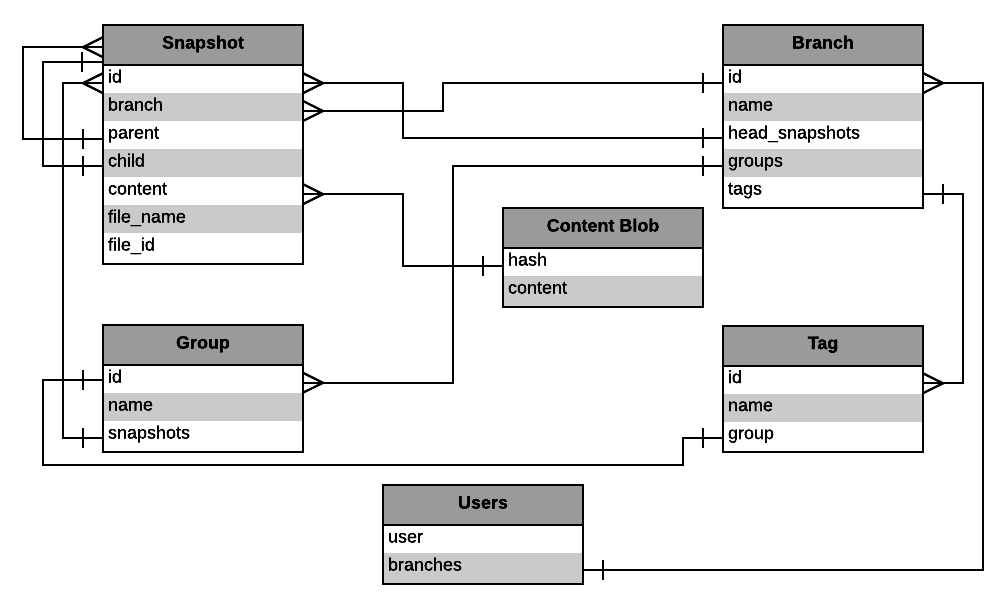 Snapshot
id
branch
parent
child
content
file_name
file_id
Branch
id
name
head_snapshots
groups
tags
Content Blob
hash
content
Group
id
name
snapshots
Tag
id
name
group
Users
user
branches